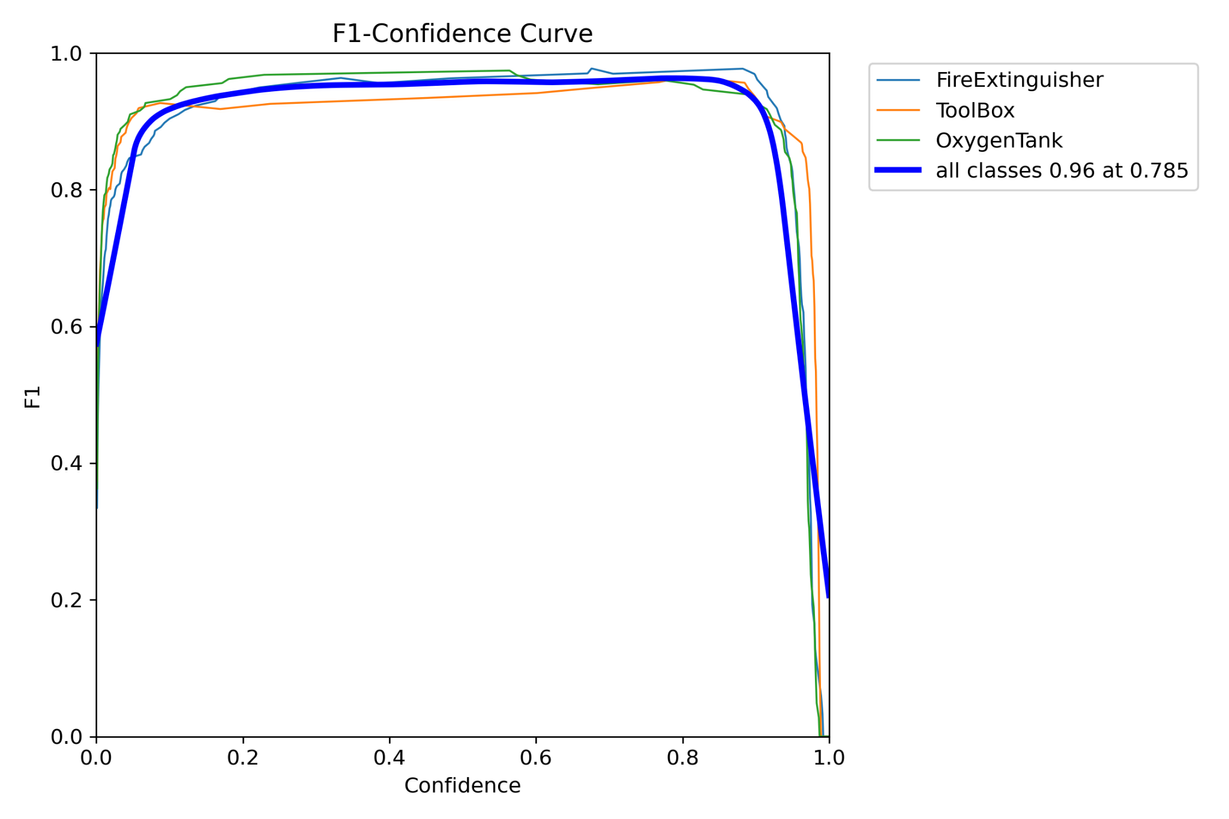 F1-Confidence Curve
1.0
0.8
0.6
0.4
0.2
0.0
F1
0.0 0.2 0.4 0.6 0.8 1.0
Confidence
FireExtinguisher
ToolBox
OxygenTank
all classes 0.96 at 0.785